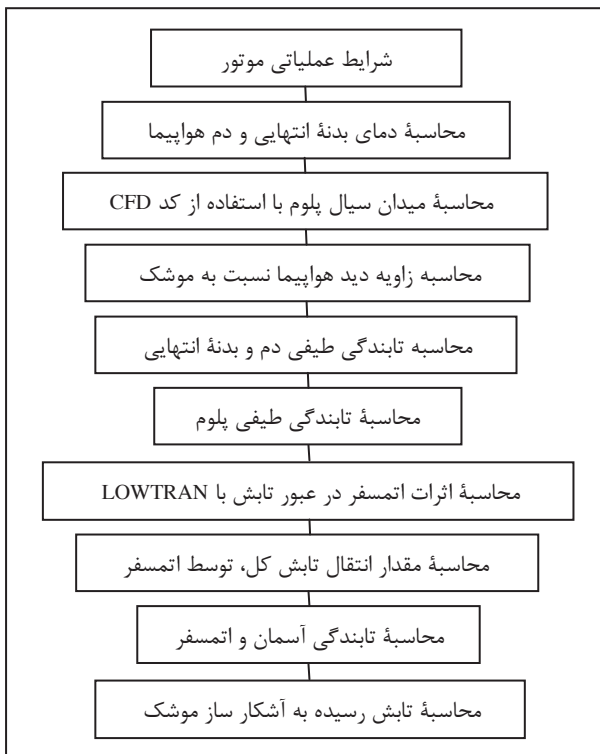 شرایط عملیاتی موتور
محاسبهٔ دمای بدنهٔ انتهایی و دم هواپیما
محاسبهٔ میدان سیال پلوم با استفاده از کد CFD
محاسبه زاویه دید هواپیما نسبت به موشک
محاسبه تابندگی طیفی دم و بدنهٔ انتهایی
محاسبهٔ تابندگی طیفی پلوم
محاسبهٔ اثرات اتمسفر در عبور تابش با LOWTRAN
محاسبهٔ مقدار انتقال تابش کل، توسط اتمسفر
محاسبهٔ تابندگی آسمان و اتمسفر
محاسبهٔ تابش رسیده به آشکار ساز موشک